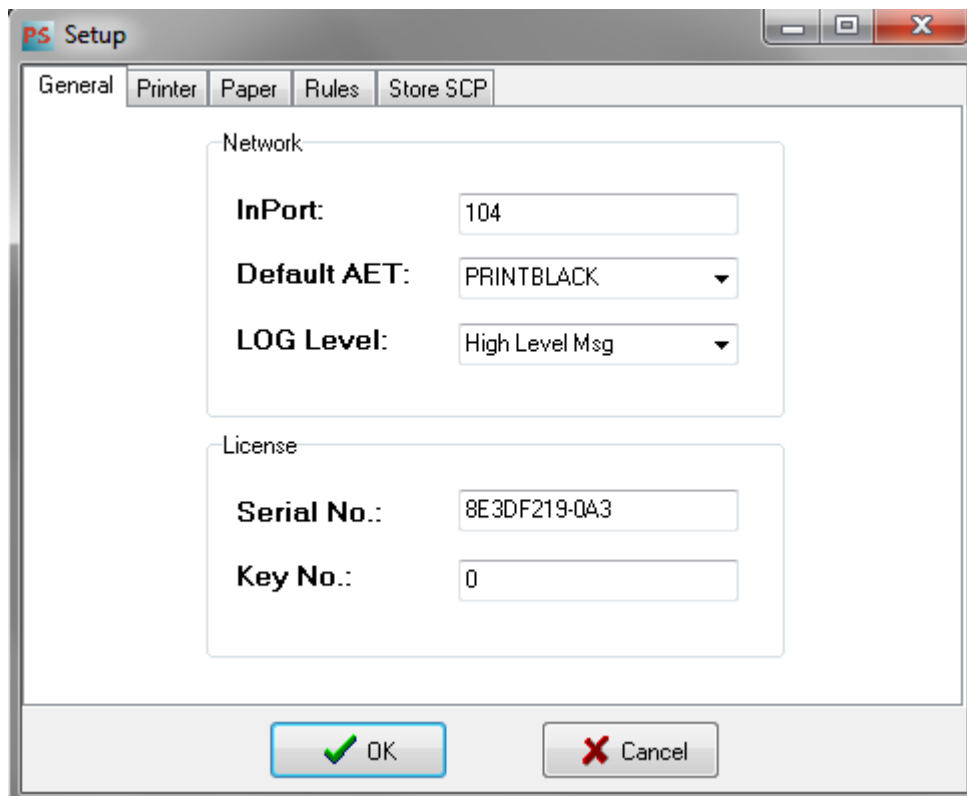 PS Setup
General Printer Paper Rules Store SCP
Network
InPort: 104
Default AET: PRINTBLACK
LOG Level: High Level Msg
License
Serial No.: 8E3DF219-0A3
Key No.: 0
OK Cancel